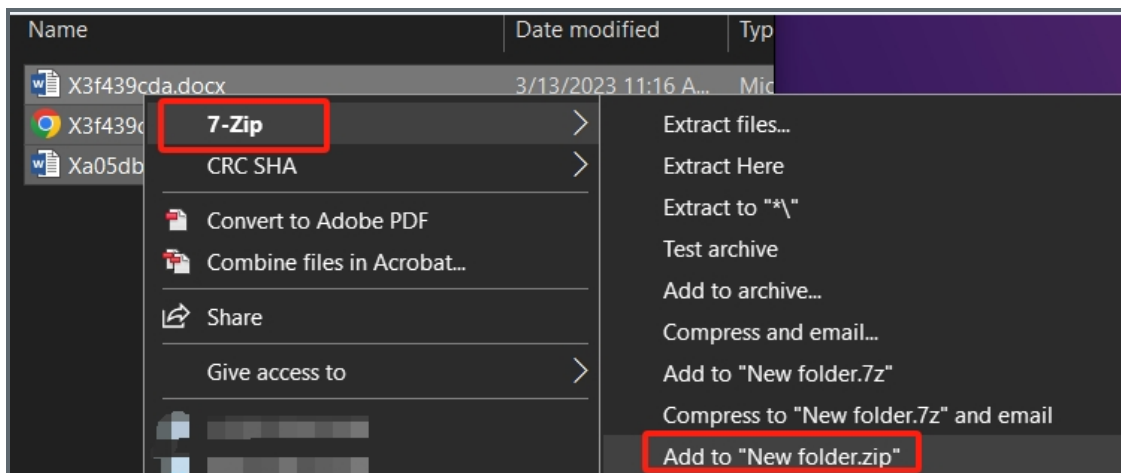 Name Date modified Typ
X3f439cda.docx 3/13/2023 11:16 A... Mic
X3f439c
Xa05db
7-Zip
CRC SHA
Convert to Adobe PDF
Combine files in Acrobat...
Share
Give access to
Extract files...
Extract Here
Extract to "*\"
Test archive
Add to archive...
Compress and email...
Add to "New folder.7z"
Compress to "New folder.7z" and email
Add to "New folder.zip"